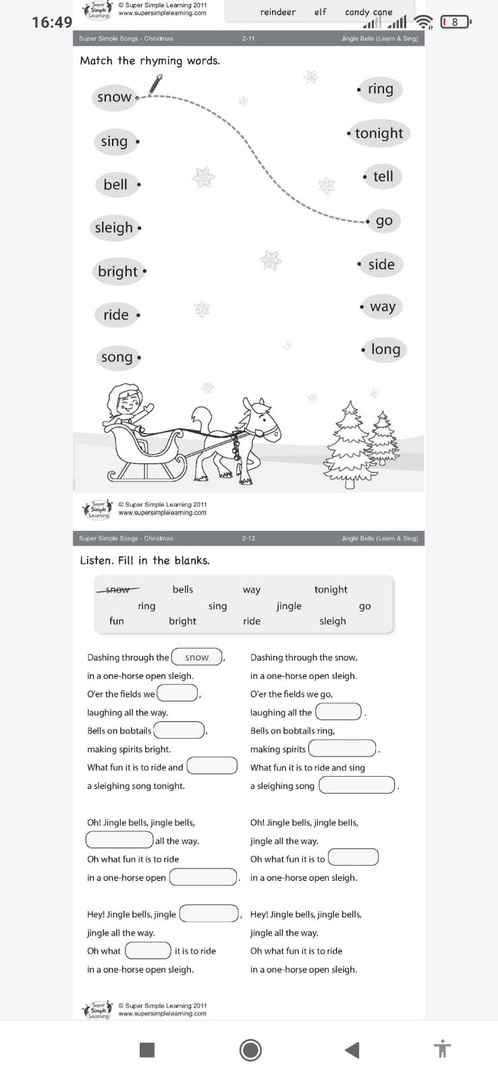 16:49
8
© Super Simple Learning 2011
www.supersimplelearning.com
Super Simple Learning
reindeer elf candy cane
Super Simple Songs - Christmas 2-11 Jingle Bells (Learn & Sing)
Match the rhyming words.
snow ring
sing tonight
bell tell
sleigh go
bright side
ride way
song long
Super Simple Learning
© Super Simple Learning 2011
www.supersimplelearning.com
Super Simple Songs - Christmas 2-12 Jingle Bells (Learn & Sing)
Listen. Fill in the blanks.
snow bells way tonight
ring sing jingle go
fun bright ride sleigh
Dashing through the snow,
in a one-horse open sleigh.
O'er the fields we ,
laughing all the way.
Bells on bobtails ,
making spirits bright.
What fun it is to ride and
a sleighing song tonight.
Dashing through the snow,
in a one-horse open sleigh.
O'er the fields we go,
laughing all the .
Bells on bobtails ring,
making spirits .
What fun it is to ride and sing
a sleighing song .
Oh! Jingle bells, jingle bells,
all the way.
Oh what fun it is to ride
in a one-horse open .
Oh! Jingle bells, jingle bells,
jingle all the way.
Oh what fun it is to
in a one-horse open sleigh.
Hey! Jingle bells, jingle ,
jingle all the way.
Oh what it is to ride
in a one-horse open sleigh.
Hey! Jingle bells, jingle bells,
jingle all the way.
Oh what fun it is to ride
in a one-horse open sleigh.
Super Simple Learning
© Super Simple Learning 2011
www.supersimplelearning.com